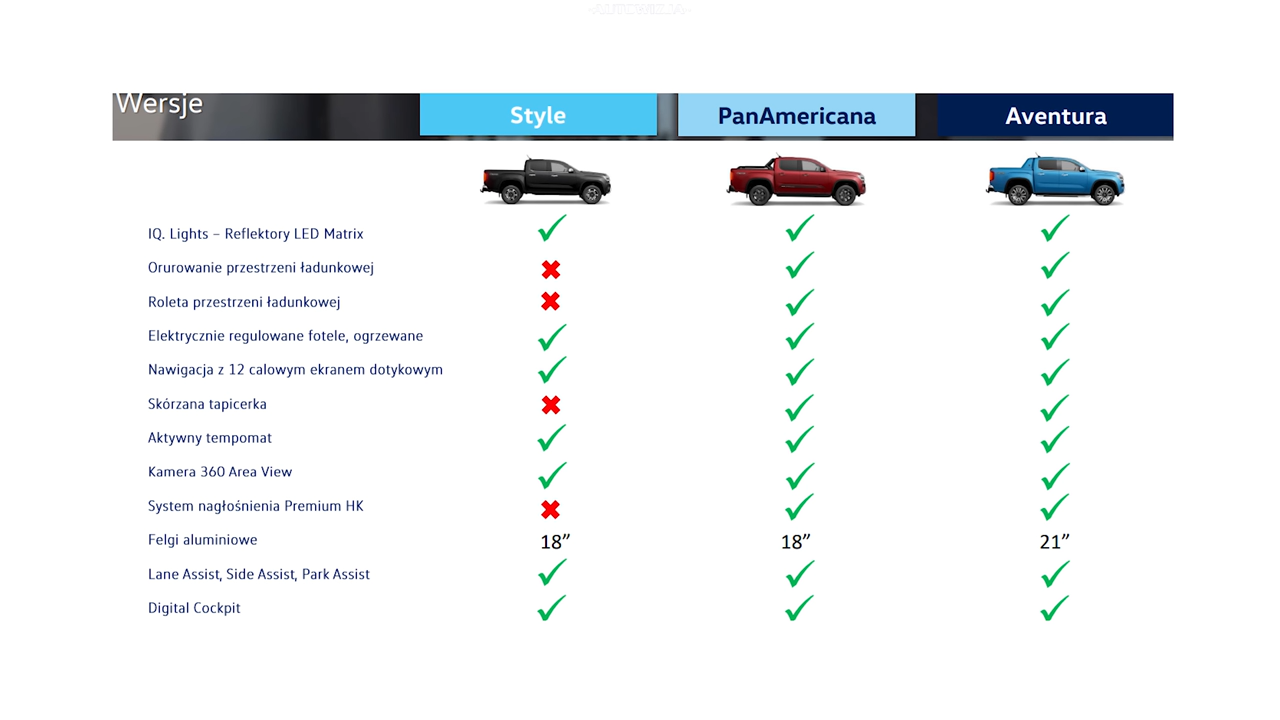 Wersje Style PanAmericana Aventura
IQ. Lights – Reflektory LED Matrix
Orurowanie przestrzeni ładunkowej
Roleta przestrzeni ładunkowej
Elektrycznie regulowane fotele, ogrzewane
Nawigacja z 12 calowym ekranem dotykowym
Skórzana tapicerka
Aktywny tempomat
Kamera 360 Area View
System nagłośnienia Premium HK
Felgi aluminiowe 18” 18” 21”
Lane Assist, Side Assist, Park Assist
Digital Cockpit